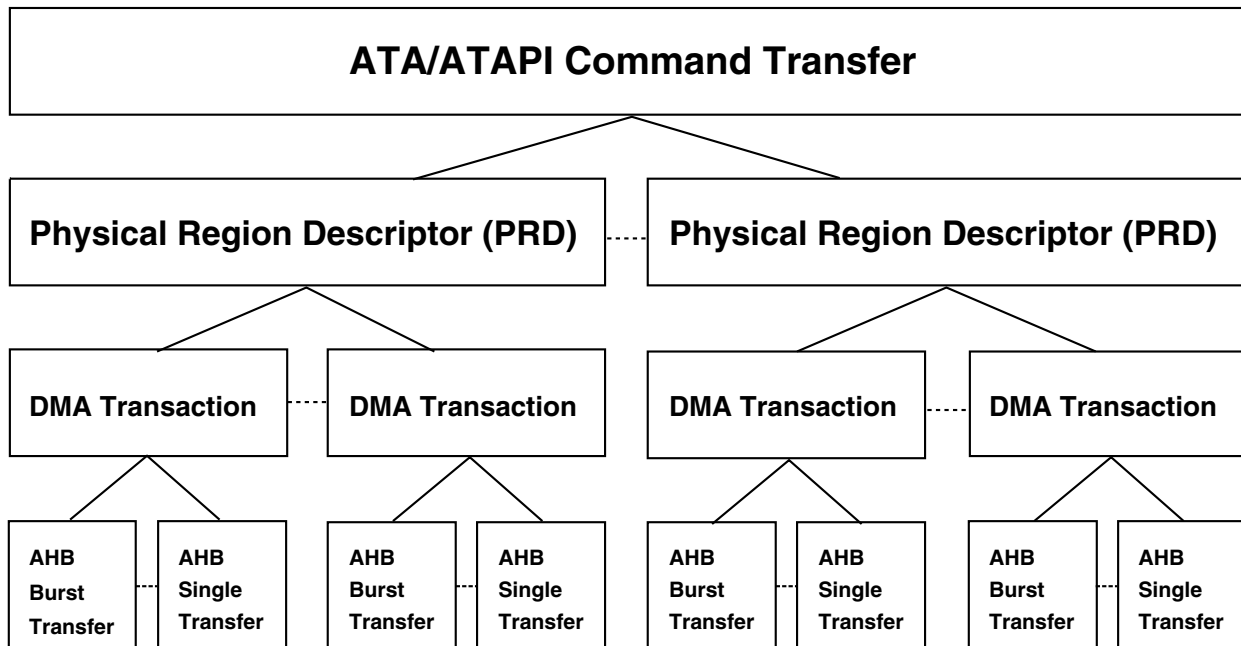 ATA/ATAPI Command Transfer
Physical Region Descriptor (PRD)
Physical Region Descriptor (PRD)
DMA Transaction
DMA Transaction
DMA Transaction
DMA Transaction
AHB
Burst
Transfer
AHB
Single
Transfer
AHB
Burst
Transfer
AHB
Single
Transfer
AHB
Burst
Transfer
AHB
Single
Transfer
AHB
Burst
Transfer
AHB
Single
Transfer